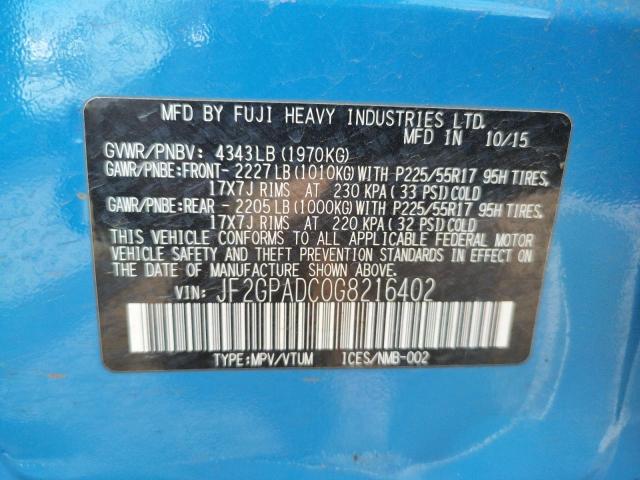 MFD BY FUJI HEAVY INDUSTRIES LTD.
MFD IN 10/15
GVWR/PNBV: 4343LB(1970KG)
GAWR/PNBE:FRONT-2227LB(1010KG)WITH P225/55R17 95H TIRES,
17X7J RIMS AT 230 KPA(33 PSI)COLD
GAWR/PNBE:REAR -2205LB(1000KG)WITH P225/55R17 95H TIRES,
17X7J RIMS AT 220 KPA(32 PSI)COLD
THIS VEHICLE CONFORMS TO ALL APPLICABLE FEDERAL MOTOR
VEHICLE SAFETY AND THEFT PREVENTION STANDARDS IN EFFECT
ON THE DATE OF MANUFACTURE SHOWN ABOVE.
VIN: JF2GPADC0G8216402
TYPE:MPV/VTUM ICES/NMB-002